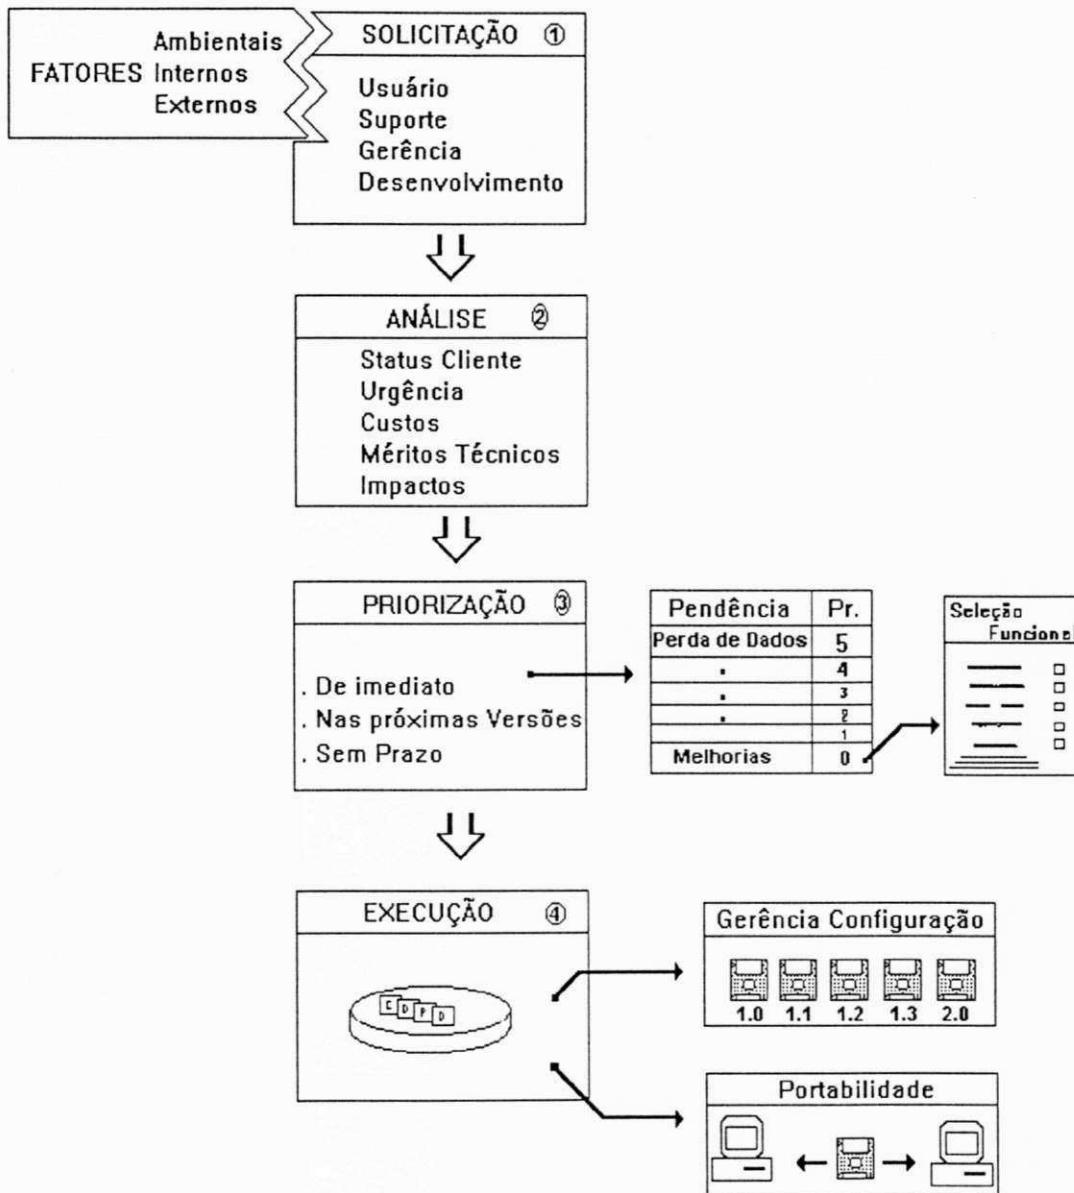 FATORES
Ambientais
Internos
Externos
SOLICITAÇÃO ①
Usuário
Suporte
Gerência
Desenvolvimento
ANÁLISE ②
Status Cliente
Urgência
Custos
Méritos Técnicos
Impactos
PRIORIZAÇÃO ③
. De imediato
. Nas próximas Versões
. Sem Prazo
Pendência Pr.
Perda de Dados 5
. 4
. 3
. 2
1
Melhorias 0
Seleção
Funcional
EXECUÇÃO ④
D P D
Gerência Configuração
1.0 1.1 1.2 1.3 2.0
Portabilidade